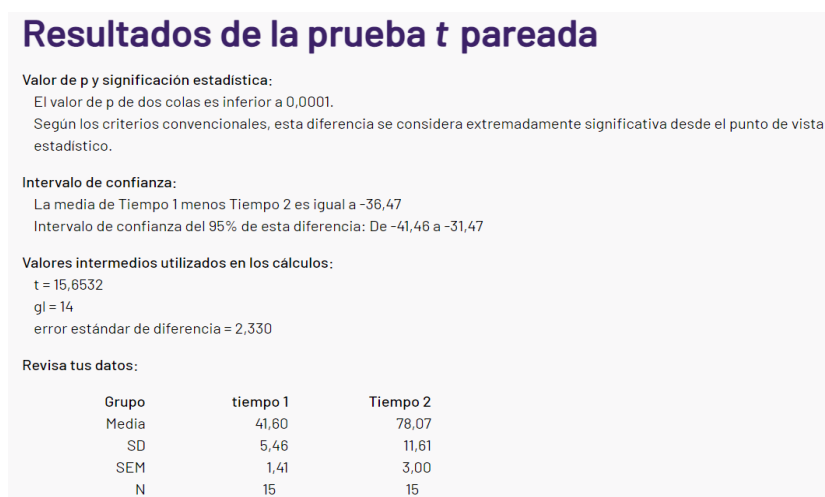 Resultados de la prueba t pareada
Valor de p y significación estadística:
El valor de p de dos colas es inferior a 0,0001.
Según los criterios convencionales, esta diferencia se considera extremadamente significativa desde el punto de vista
estadístico.
Intervalo de confianza:
La media de Tiempo 1 menos Tiempo 2 es igual a -36,47
Intervalo de confianza del 95% de esta diferencia: De -41,46 a -31,47
Valores intermedios utilizados en los cálculos:
t = 15,6532
gl = 14
error estándar de diferencia = 2,330
Revisa tus datos:
Grupo tiempo 1 Tiempo 2
Media 41,60 78,07
SD 5,46 11,61
SEM 1,41 3,00
N 15 15